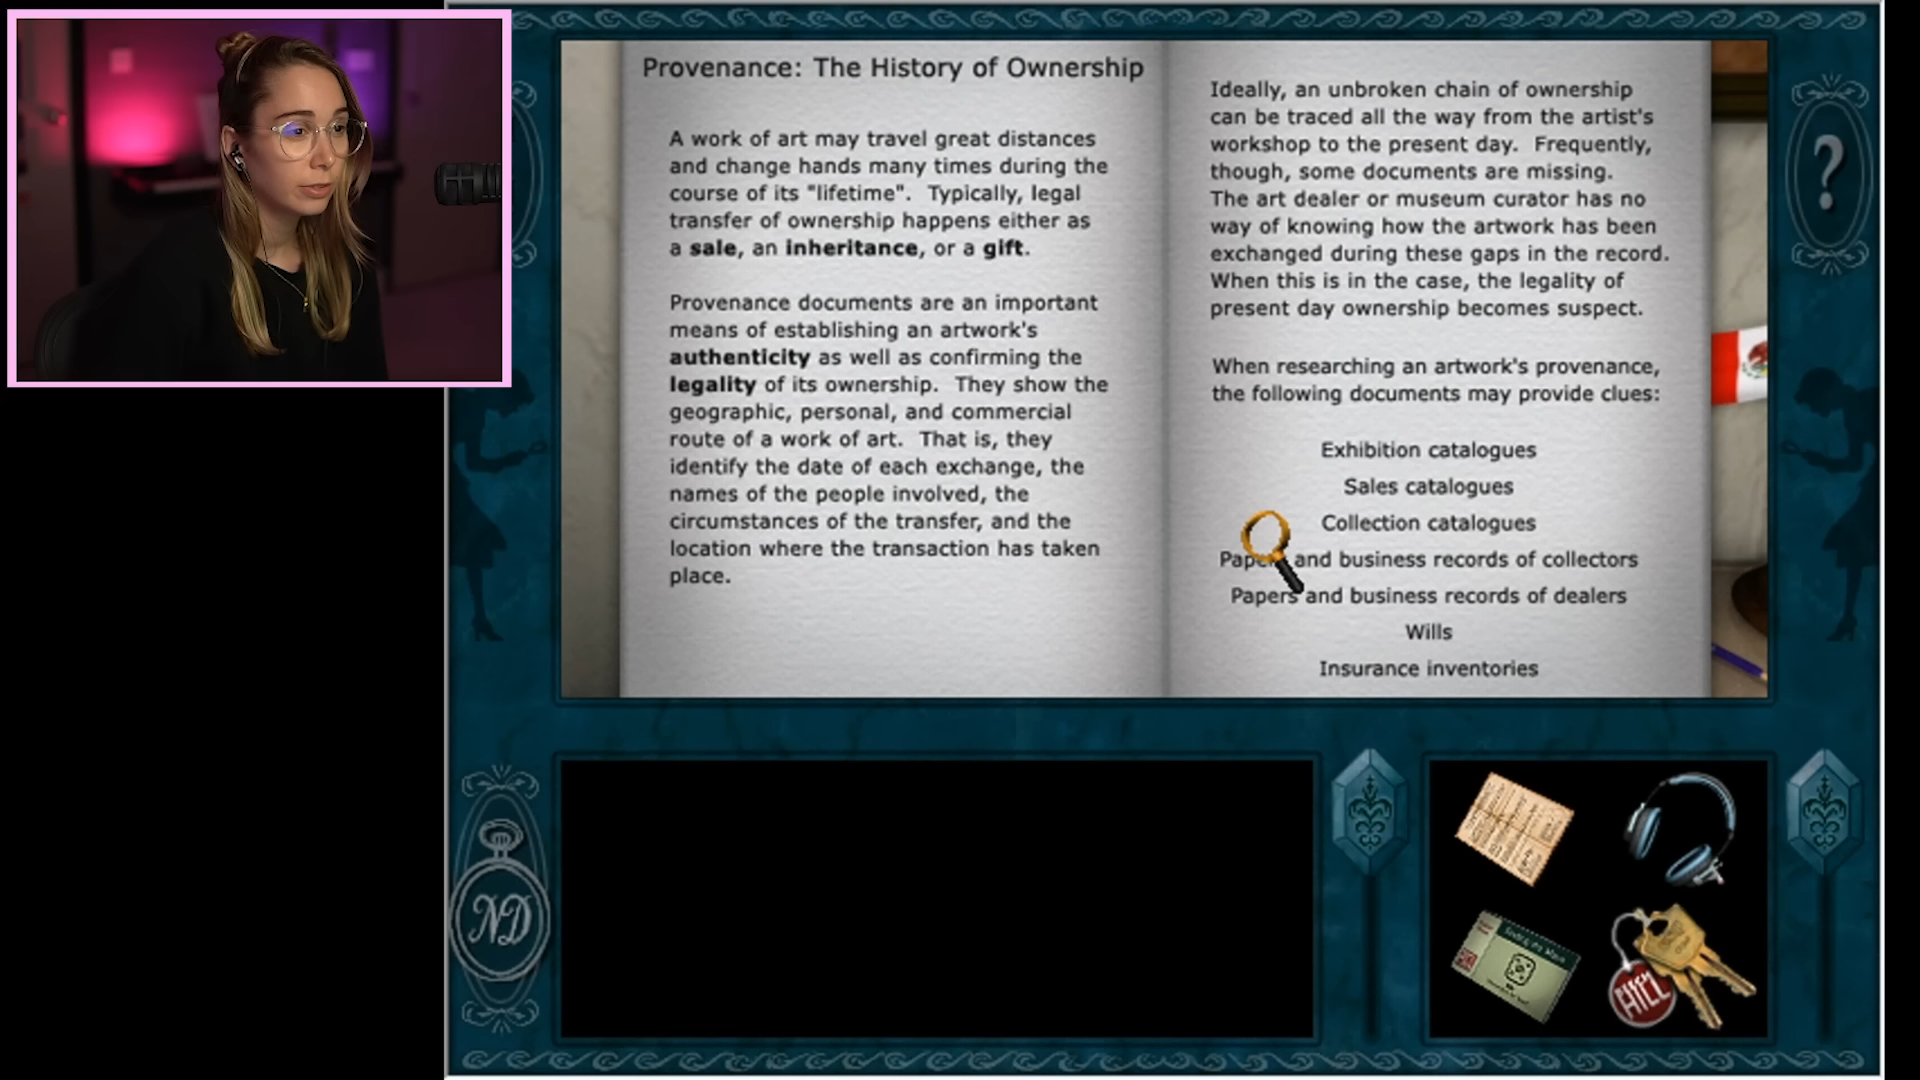 Provenance: The History of Ownership
A work of art may travel great distances
and change hands many times during the
course of its "lifetime". Typically, legal
transfer of ownership happens either as
a sale, an inheritance, or a gift.
Provenance documents are an important
means of establishing an artwork's
authenticity as well as confirming the
legality of its ownership. They show the
geographic, personal, and commercial
route of a work of art. That is, they
identify the date of each exchange, the
names of the people involved, the
circumstances of the transfer, and the
location where the transaction has taken
place.
Ideally, an unbroken chain of ownership
can be traced all the way from the artist's
workshop to the present day. Frequently,
though, some documents are missing.
The art dealer or museum curator has no
way of knowing how the artwork has been
exchanged during these gaps in the record.
When this is in the case, the legality of
present day ownership becomes suspect.
When researching an artwork's provenance,
the following documents may provide clues:
Exhibition catalogues
Sales catalogues
Collection catalogues
Papers and business records of collectors
Papers and business records of dealers
Wills
Insurance inventories
?
ND